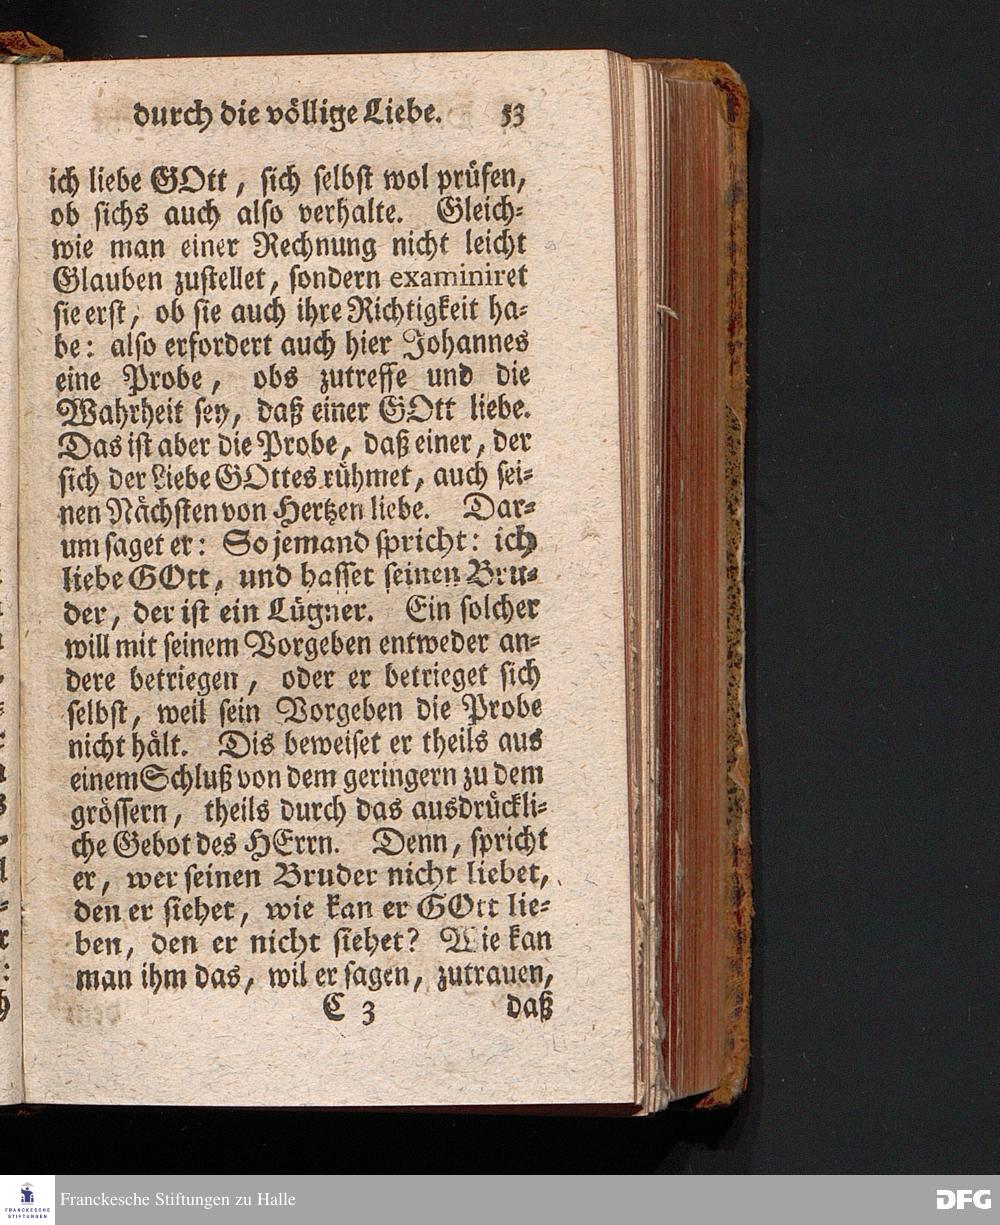 durch die völlige Liebe. 53
ich liebe GOtt, sich selbst wol prüfen,
ob sichs auch also verhalte. Gleich=
wie man einer Rechnung nicht leicht
Glauben zustellet, sondern examiniret
sie erst, ob sie auch ihre Richtigkeit ha=
be: also erfordert auch hier Johannes
eine Probe, obs zutreffe und die
Wahrheit sey, daß einer GOtt liebe.
Das ist aber die Probe, daß einer, der
sich der Liebe GOttes rühmet, auch sei=
nen Nächsten von Hertzen liebe. Dar=
um saget er: So jemand spricht: ich
liebe GOtt, und hasset seinen Bru=
der, der ist ein Lügner. Ein solcher
will mit seinem Vorgeben entweder an=
dere betriegen, oder er betrieget sich
selbst, weil sein Vorgeben die Probe
nicht hält. Dis beweiset er theils aus
einem Schluß von dem geringern zu dem
grössern, theils durch das ausdrückli=
che Gebot des HErrn. Denn, spricht
er, wer seinen Bruder nicht liebet,
den er siehet, wie kan er GOtt lie=
ben, den er nicht siehet? Wie kan
man ihm das, wil er sagen, zutrauen,
C 3 daß
FRANCKESCHE
STIFTUNGEN
Franckesche Stiftungen zu Halle
DFG